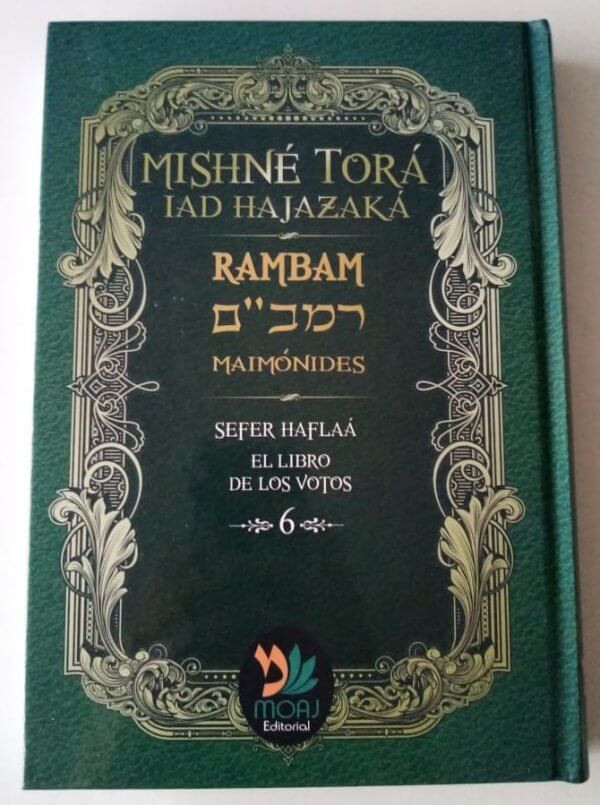 MISHNÉ TORÁ
IAD HAJAZAKÁ
RAMBAM
רמב"ם
MAIMÓNIDES
SEFER HAFLAÁ
EL LIBRO
DE LOS VOTOS
6
מ
MOAJ
Editorial